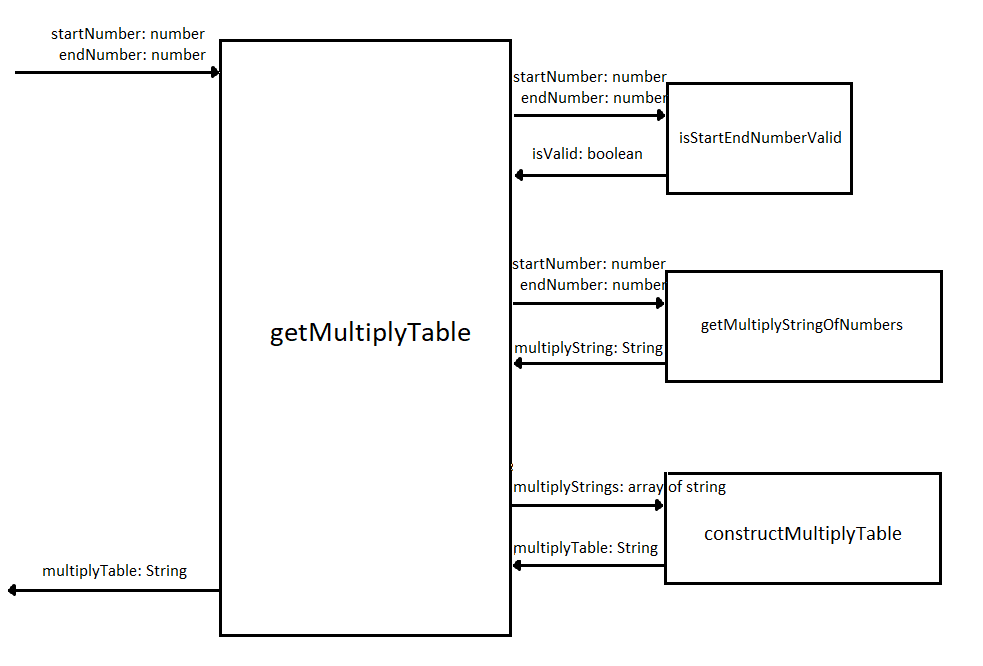 startNumber: number
endNumber: number
startNumber: number
endNumber: number
isStartEndNumberValid
isValid: boolean
startNumber: number
endNumber: number
getMultiplyStringOfNumbers
getMultiplyTable
multiplyString: String
multiplyStrings: array of string
constructMultiplyTable
multiplyTable: String
multiplyTable: String